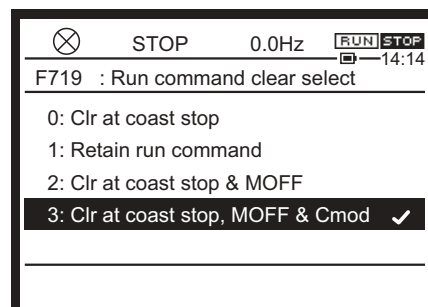 STOP 0.0Hz RUN STOP
14:14
F719 : Run command clear select
0: Clr at coast stop
1: Retain run command
2: Clr at coast stop & MOFF
3: Clr at coast stop, MOFF & Cmod